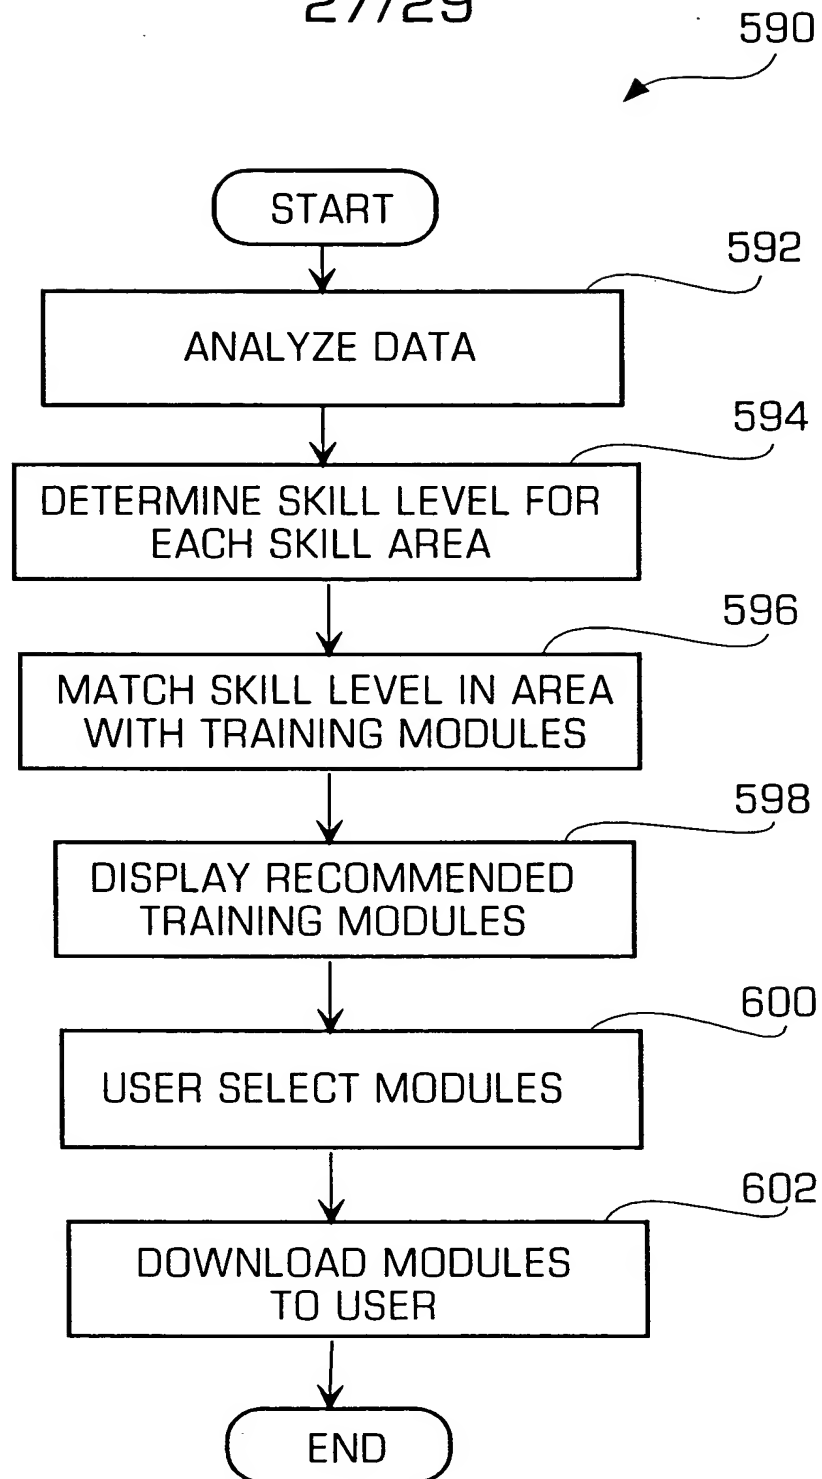 27/29
590
START
592
ANALYZE DATA
594
DETERMINE SKILL LEVEL FOR
EACH SKILL AREA
596
MATCH SKILL LEVEL IN AREA
WITH TRAINING MODULES
598
DISPLAY RECOMMENDED
TRAINING MODULES
600
USER SELECT MODULES
602
DOWNLOAD MODULES
TO USER
END